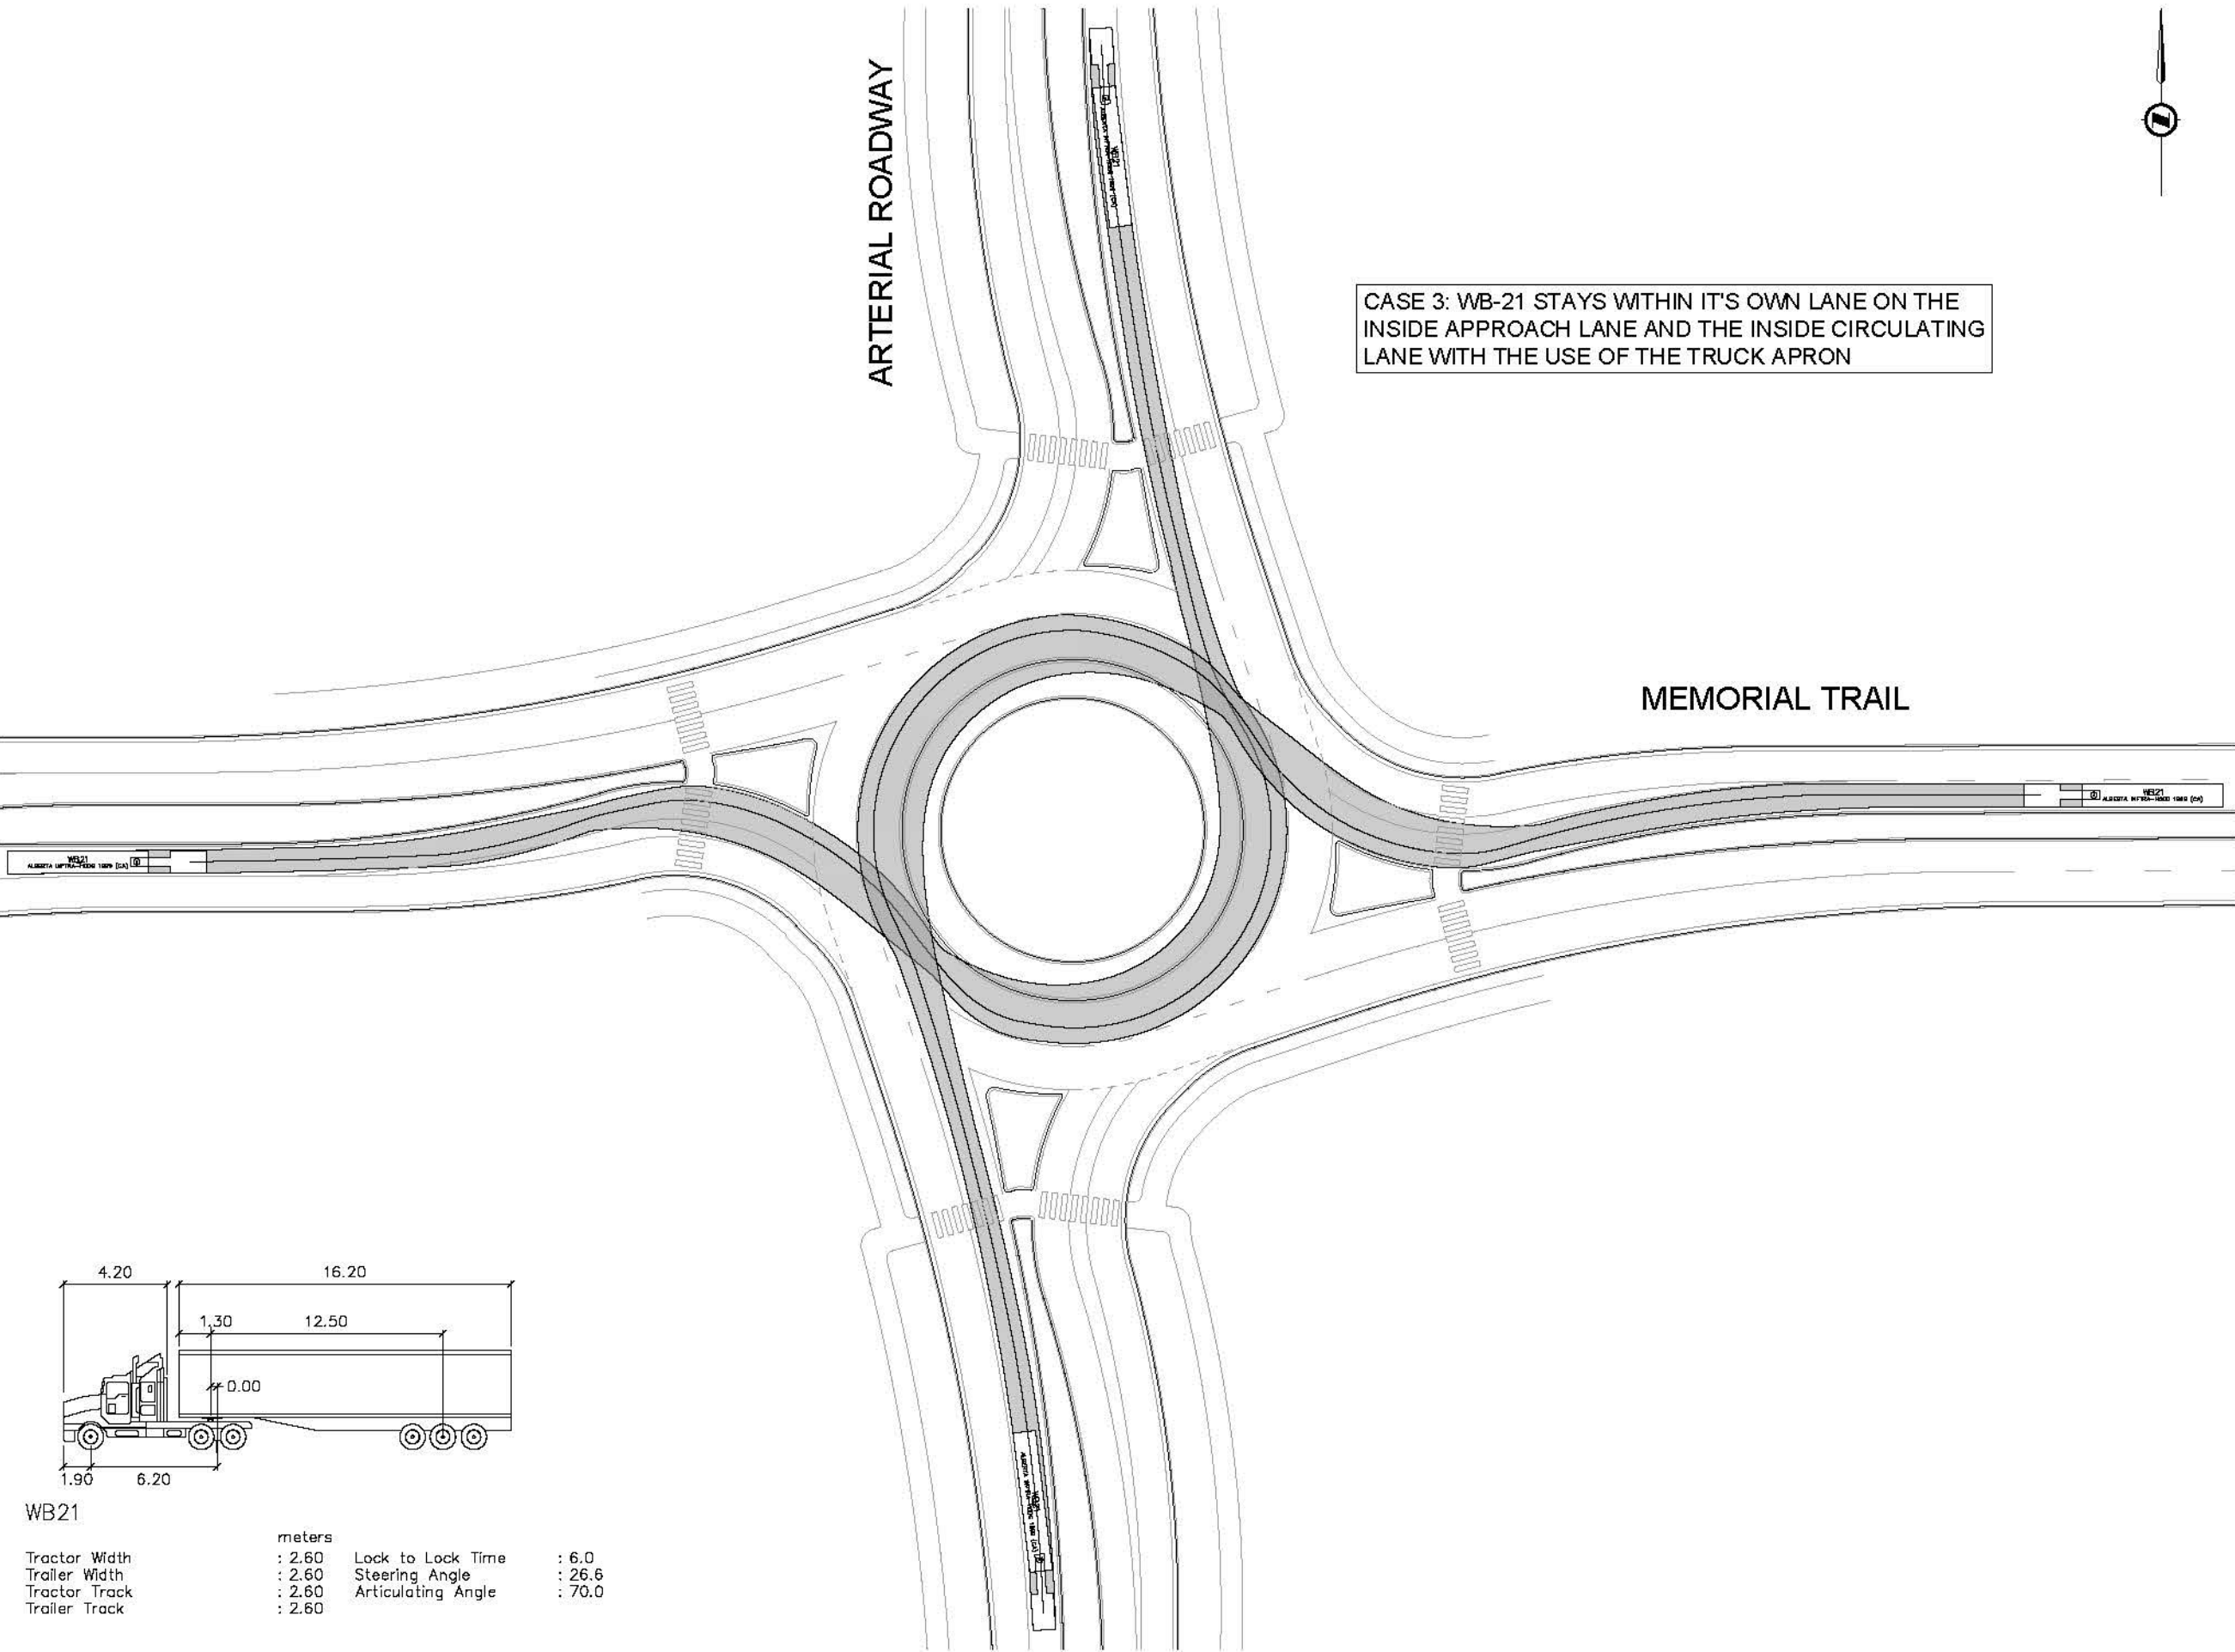 ARTERIAL ROADWAY
CASE 3: WB-21 STAYS WITHIN IT'S OWN LANE ON THE
INSIDE APPROACH LANE AND THE INSIDE CIRCULATING
LANE WITH THE USE OF THE TRUCK APRON
MEMORIAL TRAIL
WB21
WB21
4.20
16.20
1.30
12.50
0.00
1.90
6.20
WB21
meters
Tractor Width : 2.60 Lock to Lock Time : 6.0
Trailer Width : 2.60 Steering Angle : 26.6
Tractor Track : 2.60 Articulating Angle : 70.0
Trailer Track : 2.60